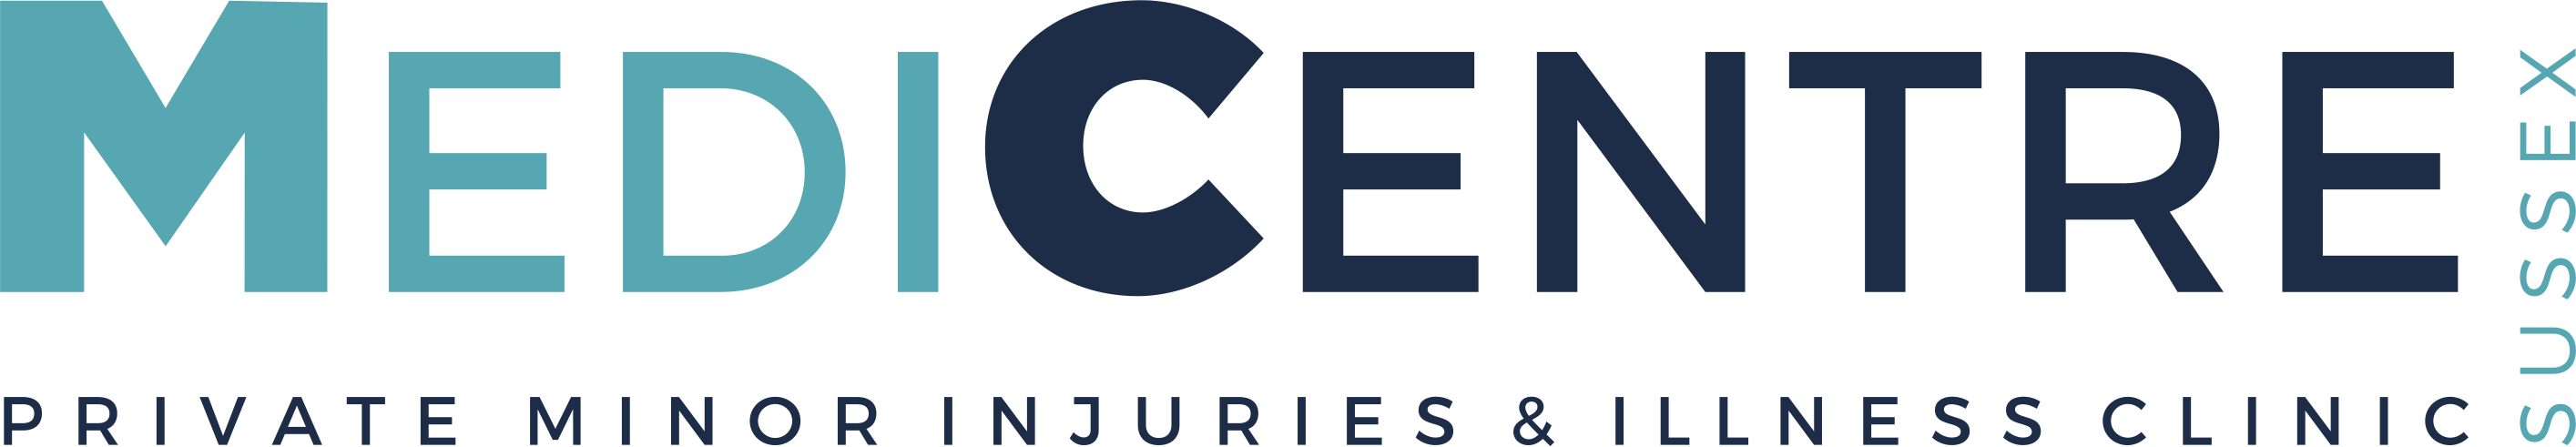 MEDICENTRE
SUSSEX
PRIVATE MINOR INJURIES & ILLNESS CLINIC